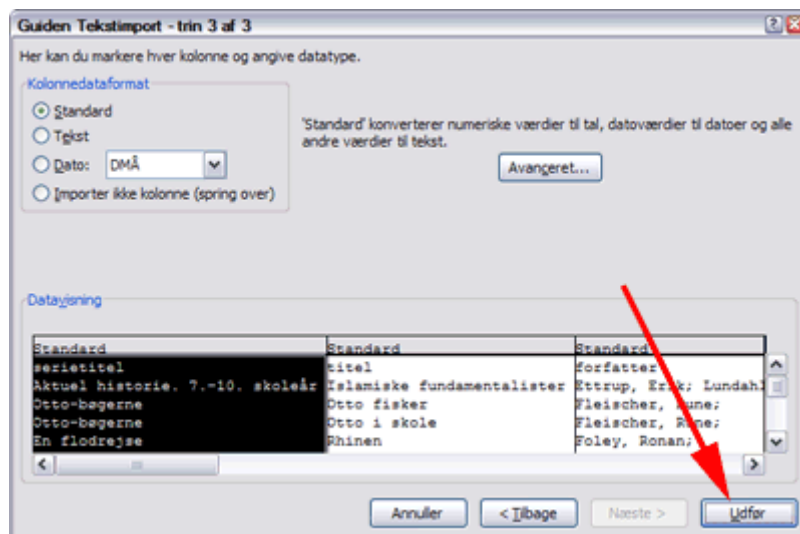 Guiden Tekstimport - trin 3 af 3
Her kan du markere hver kolonne og angive datatype.
Kolonnedataformat
Standard
Tekst
Dato: DMÅ
Importer ikke kolonne (spring over)
'Standard' konverterer numeriske værdier til tal, datoværdier til datoer og alle
andre værdier til tekst.
Avanceret...
Datavisning
Standard Standard Standard
serietitel titel forfatter
Aktuel historie. 7.-10. skoleår Islamiske fundamentalister Ettrup, Erik; Lundahl
Otto-bøgerne Otto fisker Fleischer, Rune;
Otto-bøgerne Otto i skole Fleischer, Rune;
En flodrejse Rhinen Foley, Ronan;
Annuller < Tilbage Næste > Udfør